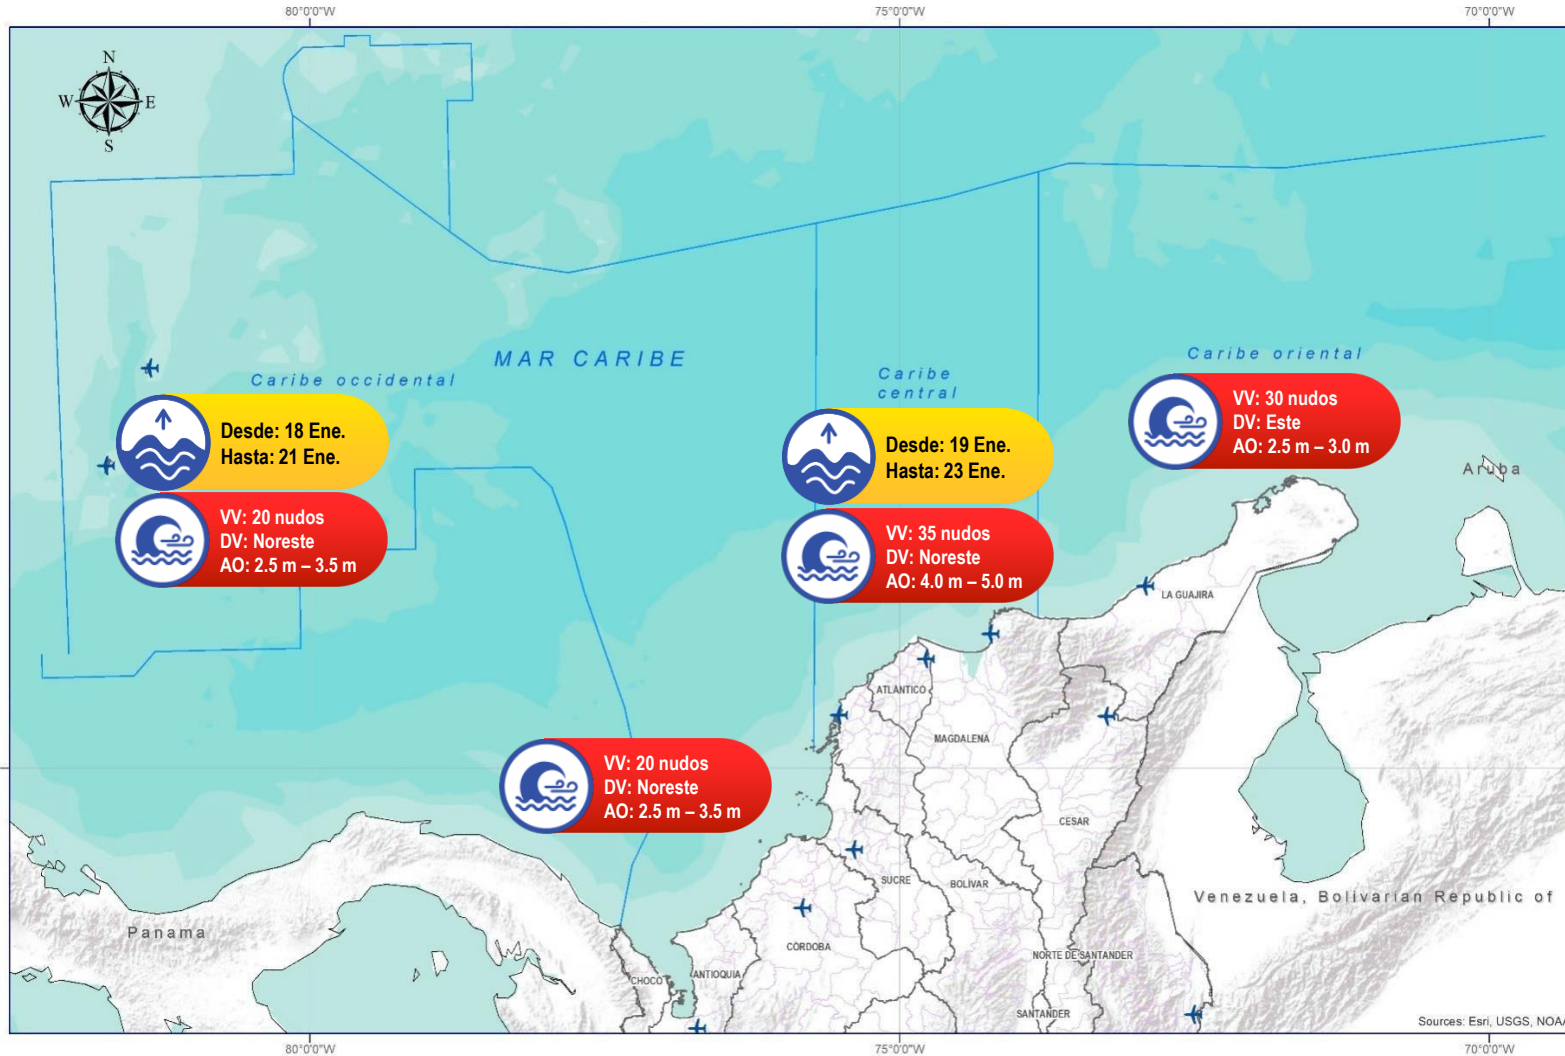 80°0'0"W
75°0'0"W
70°0'0"W
N
W
E
S
MAR CARIBE
Caribe oriental
Caribe
central
Caribe occidental
VV: 30 nudos
DV: Este
AO: 2.5 m – 3.0 m
Desde: 18 Ene.
Hasta: 21 Ene.
Desde: 19 Ene.
Hasta: 23 Ene.
Aruba
VV: 20 nudos
DV: Noreste
AO: 2.5 m – 3.5 m
VV: 35 nudos
DV: Noreste
AO: 4.0 m – 5.0 m
LA GUAJIRA
ATLÁNTICO
MAGDALENA
VV: 20 nudos
DV: Noreste
AO: 2.5 m – 3.5 m
CESAR
SUCRE
BOLÍVAR
Venezuela, Bolivarian Republic of
Panama
CÓRDOBA
NORTE DE SANTANDER
CHOCÓ
ANTIOQUIA
SANTANDER
Sources: Esri, USGS, NOAA
80°0'0"W
75°0'0"W
70°0'0"W